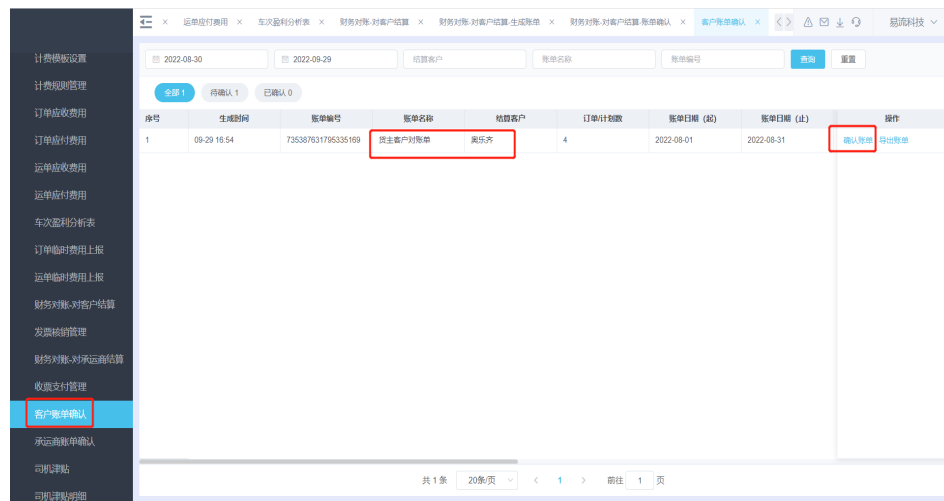 运单应付费用 × 车次盈利分析表 × 财务对账-对客户结算 × 财务对账-对客户结算-生成账单 × 财务对账-对客户结算-账单确认 × 客户账单确认 × 易流科技
计费模板设置
2022-08-30 2022-09-29 结算客户 账单名称 账单编号 查询 重置
计费规则管理
全部 1 待确认 1 已确认 0
订单应收费用
序号 生成时间 账单编号 账单名称 结算客户 订单/计划数 账单日期 (起) 账单日期 (止) 操作
订单应付费用
1 09-29 16:54 735387631795335169 货主客户对账单 奥乐齐 4 2022-08-01 2022-08-31 确认账单 导出账单
运单应收费用
运单应付费用
车次盈利分析表
订单临时费用上报
运单临时费用上报
财务对账-对客户结算
发票核销管理
财务对账-对承运商结算
收票支付管理
客户账单确认
承运商账单确认
司机津贴
共 1 条 20条/页 < 1 > 前往 1 页
司机津贴明细